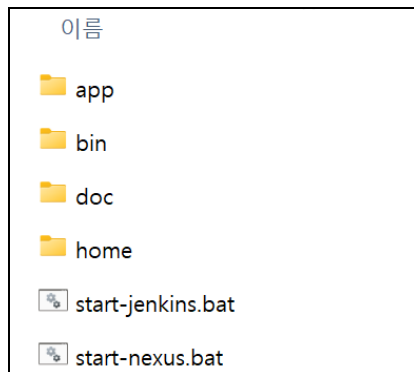 이름
app
bin
doc
home
start-jenkins.bat
start-nexus.bat